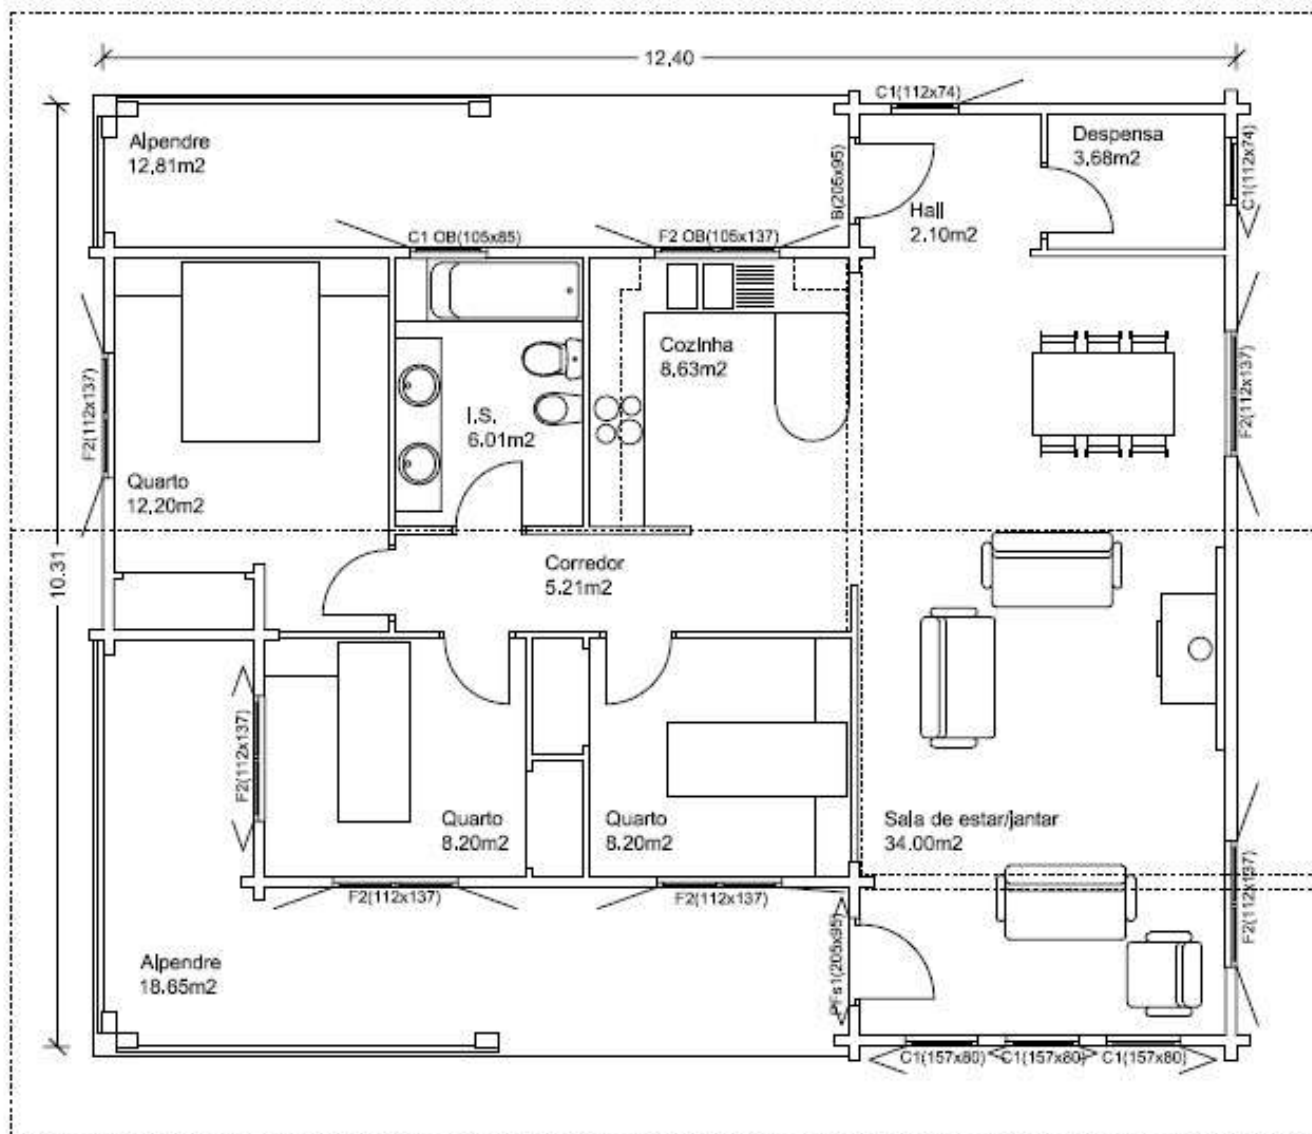 12,40
C1(112x74)
Alpendre
12,81m2
Despensa
3,68m2
C1(112x74)
B(205x95)
Hall
2.10m2
C1 OB(105x85)
F2 OB(105x137)
Cozinha
8,63m2
F2(112x137)
F2(112x137)
I.S.
6.01m2
Quarto
12,20m2
10.31
Corredor
5.21m2
F2(112x137)
Quarto
8.20m2
Quarto
8.20m2
Sala de estar/jantar
34.00m2
F2(112x137)
F2(112x137)
F2(112x137)
PFs1(205x95)
Alpendre
18.65m2
C1(157x80)
C1(157x80)
C1(157x80)